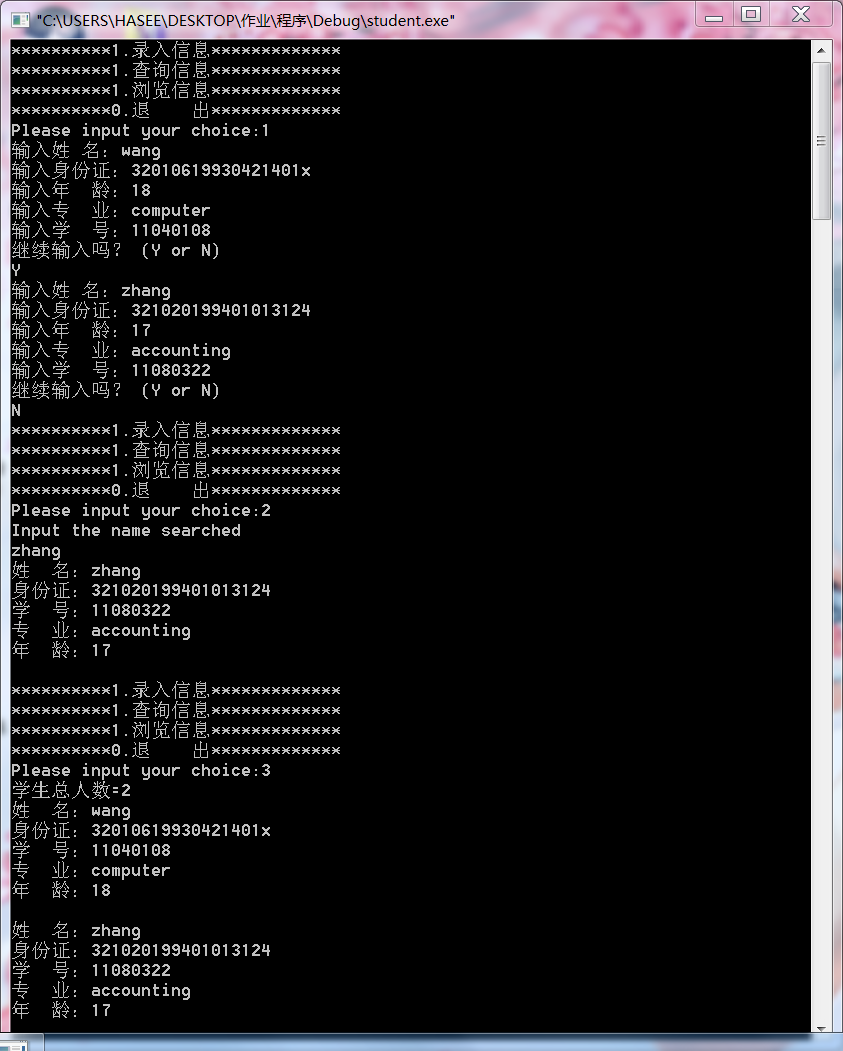 "C:\USERS\HASEE\DESKTOP\作业\程序\Debug\student.exe"
**********1.录入信息*************
**********1.查询信息*************
**********1.浏览信息*************
**********0.退    出*************
Please input your choice:1
输入姓 名：wang
输入身份证：32010619930421401x
输入年  龄：18
输入专  业：computer
输入学  号：11040108
继续输入吗？ (Y or N)
Y
输入姓 名：zhang
输入身份证：321020199401013124
输入年  龄：17
输入专  业：accounting
输入学  号：11080322
继续输入吗？ (Y or N)
N
**********1.录入信息*************
**********1.查询信息*************
**********1.浏览信息*************
**********0.退    出*************
Please input your choice:2
Input the name searched
zhang
姓  名：zhang
身份证：321020199401013124
学  号：11080322
专  业：accounting
年  龄：17
**********1.录入信息*************
**********1.查询信息*************
**********1.浏览信息*************
**********0.退    出*************
Please input your choice:3
学生总人数=2
姓  名：wang
身份证：32010619930421401x
学  号：11040108
专  业：computer
年  龄：18
姓  名：zhang
身份证：321020199401013124
学  号：11080322
专  业：accounting
年  龄：17